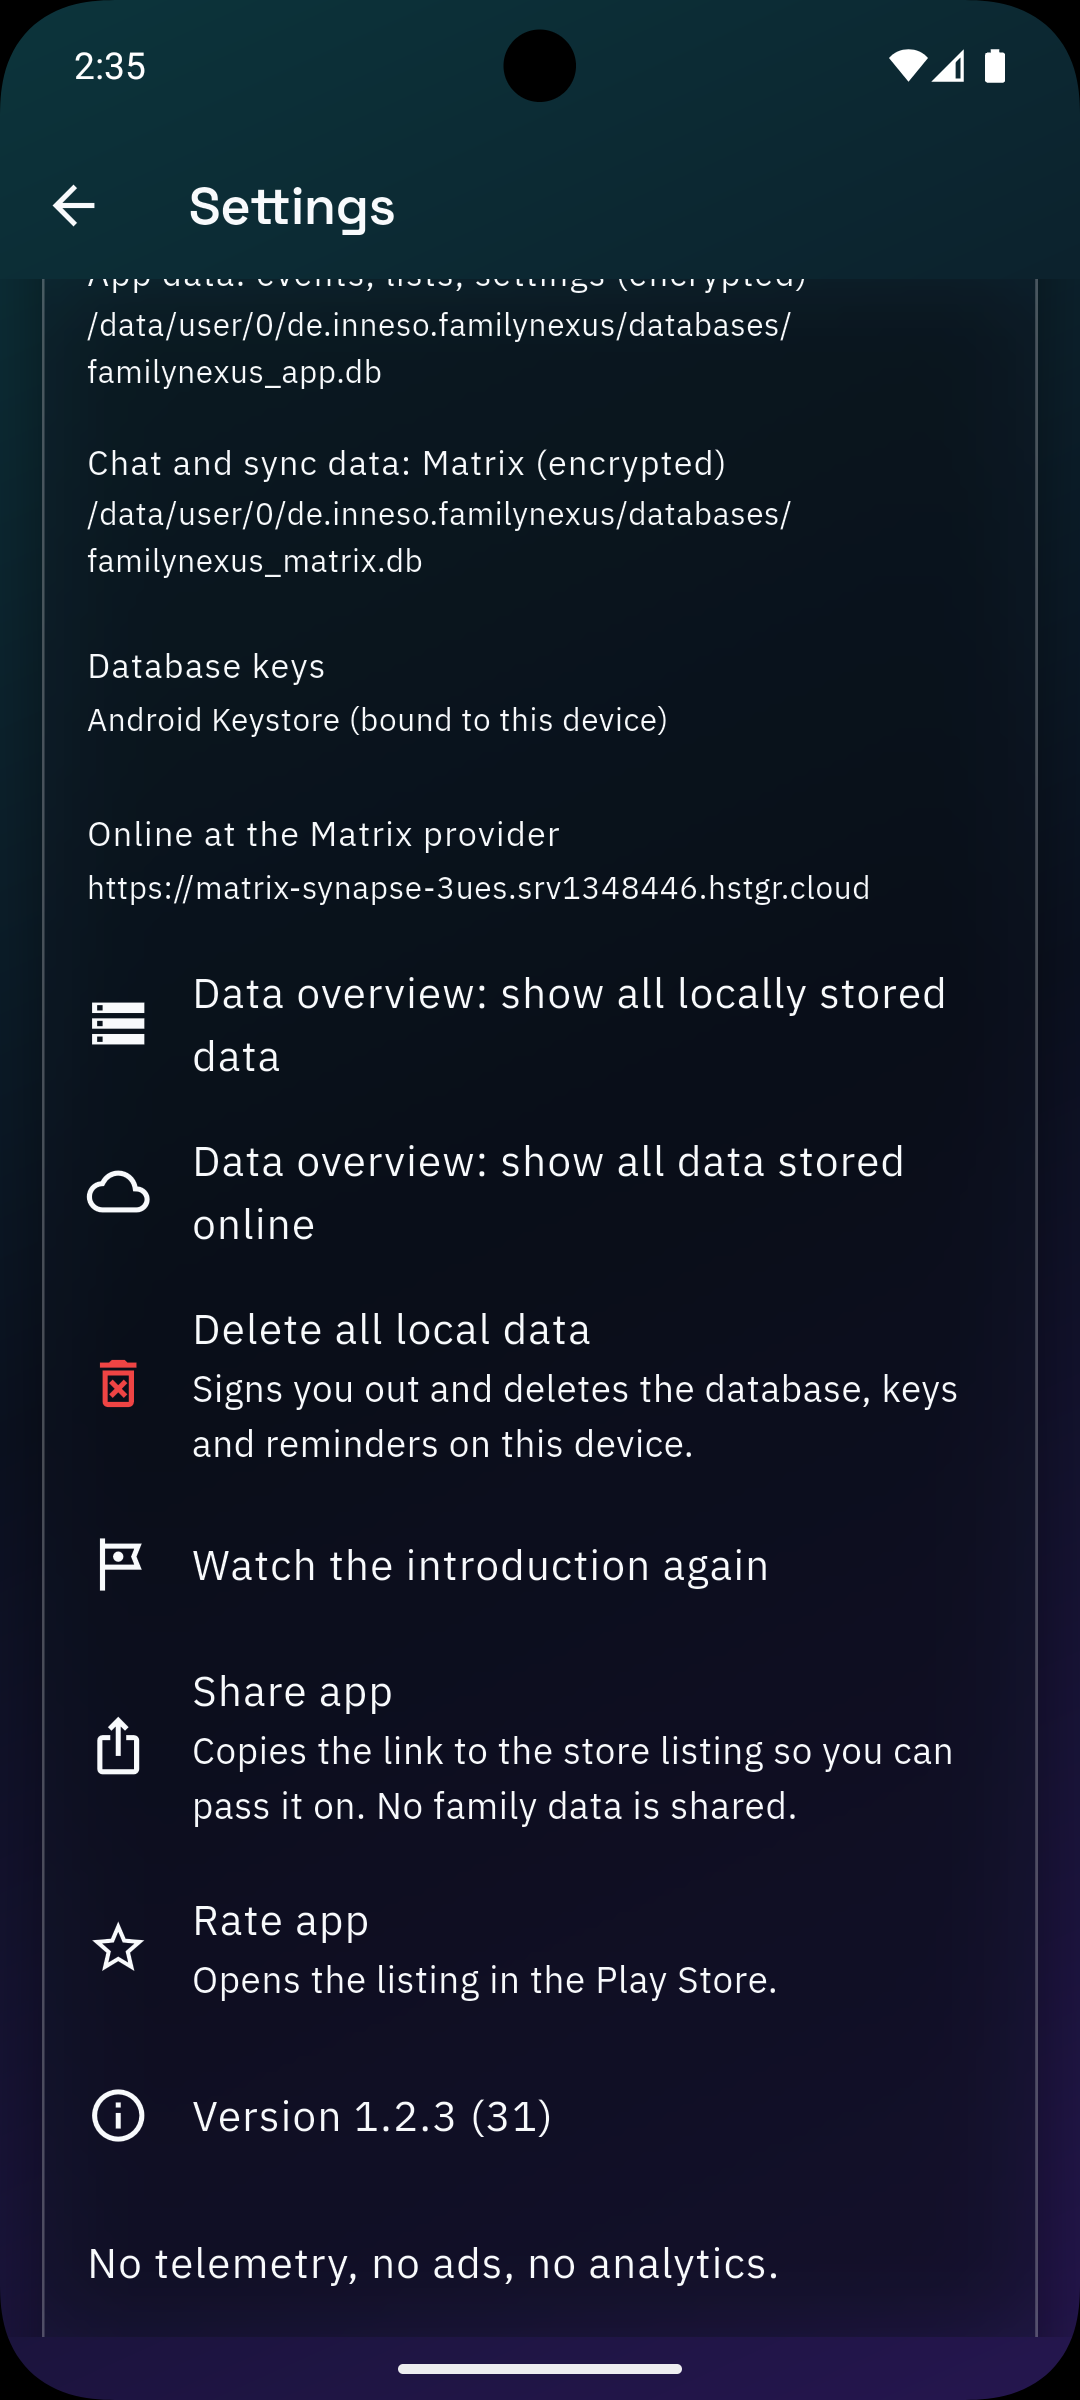 2:35
Settings
App data: events, lists, settings (encrypted)
/data/user/0/de.inneso.familynexus/databases/
familynexus_app.db
Chat and sync data: Matrix (encrypted)
/data/user/0/de.inneso.familynexus/databases/
familynexus_matrix.db
Database keys
Android Keystore (bound to this device)
Online at the Matrix provider
https://matrix-synapse-3ues.srv1348446.hstgr.cloud
Data overview: show all locally stored
data
Data overview: show all data stored
online
Delete all local data
Signs you out and deletes the database, keys
and reminders on this device.
Watch the introduction again
Share app
Copies the link to the store listing so you can
pass it on. No family data is shared.
Rate app
Opens the listing in the Play Store.
Version 1.2.3 (31)
No telemetry, no ads, no analytics.